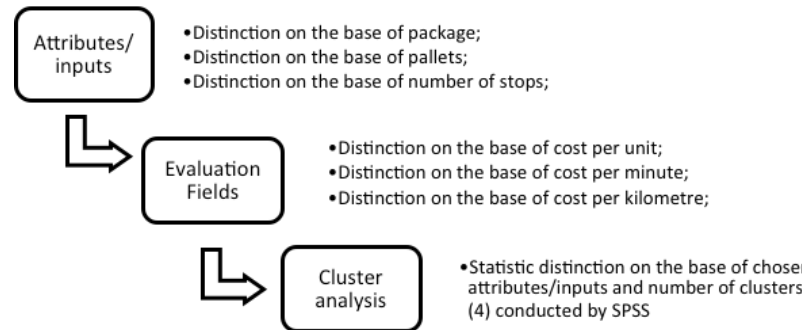 Attributes/
inputs
•Distinction on the base of package;
•Distinction on the base of pallets;
•Distinction on the base of number of stops;
Evaluation
Fields
•Distinction on the base of cost per unit;
•Distinction on the base of cost per minute;
•Distinction on the base of cost per kilometre;
Cluster
analysis
•Statistic distinction on the base of chosen
attributes/inputs and number of clusters
(4) conducted by SPSS